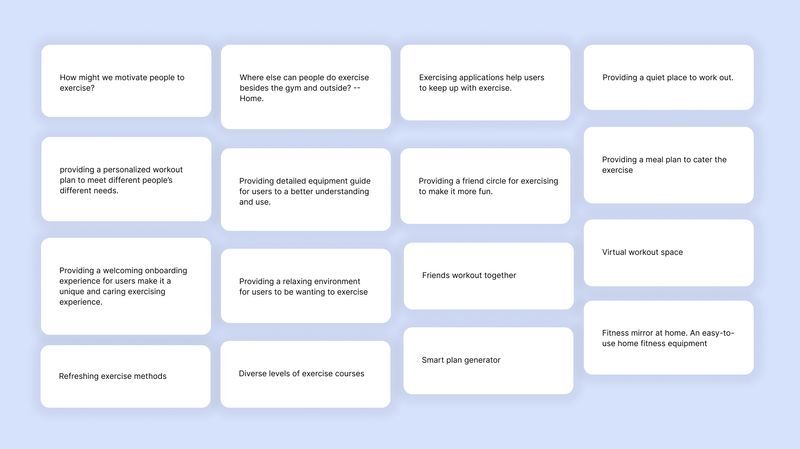 How might we motivate people to
exercise?
Where else can people do exercise
besides the gym and outside? --
Home.
Exercising applications help users
to keep up with exercise.
Providing a quiet place to work out.
providing a personalized workout
plan to meet different people's
different needs.
Providing detailed equipment guide
for users to a better understanding
and use.
Providing a friend circle for exercising
to make it more fun.
Providing a meal plan to cater the
exercise
Providing a welcoming onboarding
experience for users make it a
unique and caring exercising
experience.
Providing a relaxing environment
for users to be wanting to exercise
Friends workout together
Virtual workout space
Refreshing exercise methods
Diverse levels of exercise courses
Smart plan generator
Fitness mirror at home. An easy-to-
use home fitness equipment